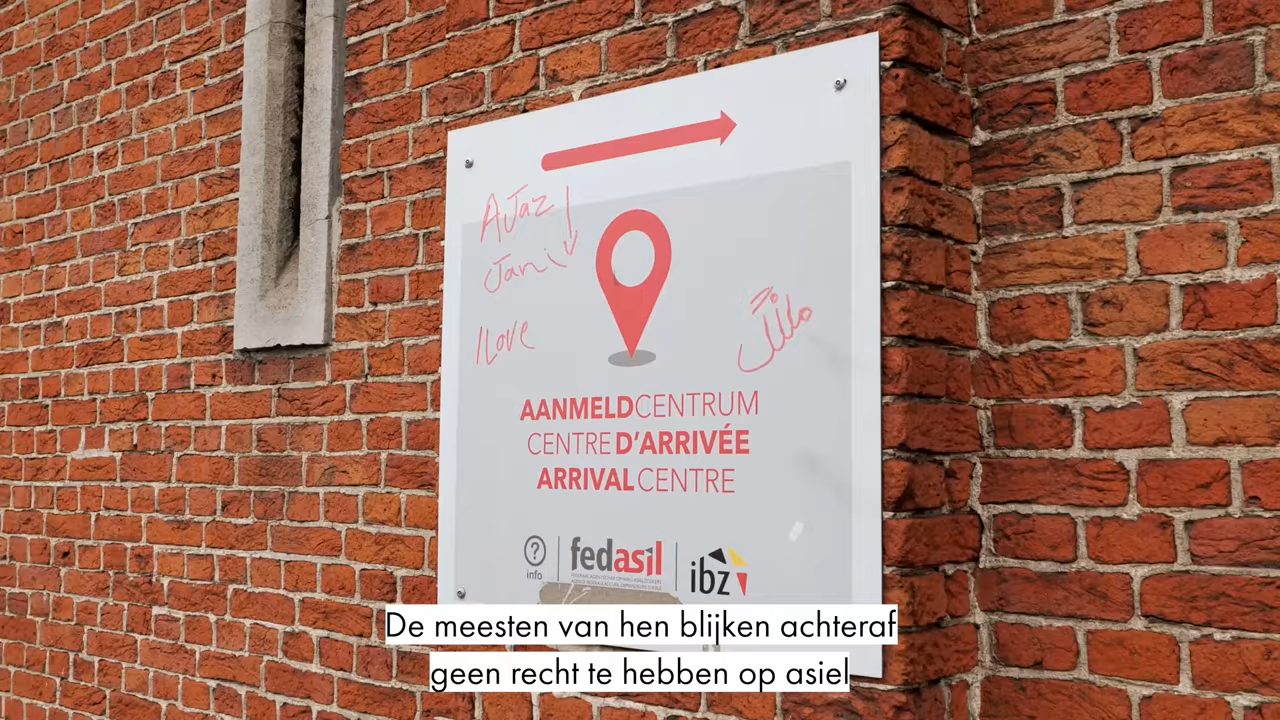 AJaz
Jani
I Love
AANMELDCENTRUM
CENTRE D'ARRIVÉE
ARRIVAL CENTRE
?
info
fedasil
ibz
De meesten van hen blijken achteraf
geen recht te hebben op asiel